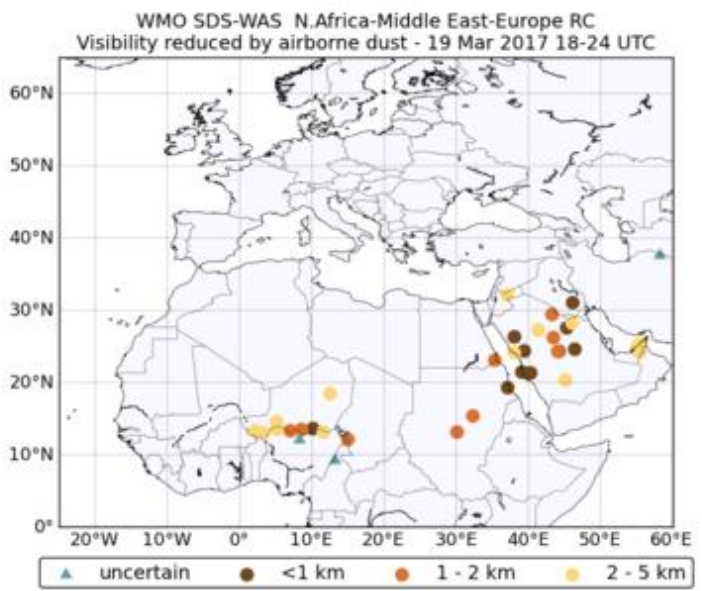 WMO SDS-WAS N.Africa-Middle East-Europe RC
Visibility reduced by airborne dust - 19 Mar 2017 18-24 UTC
60°N
50°N
40°N
30°N
20°N
10°N
0°
20°W 10°W 0° 10°E 20°E 30°E 40°E 50°E 60°E
uncertain <1 km 1 - 2 km 2 - 5 km